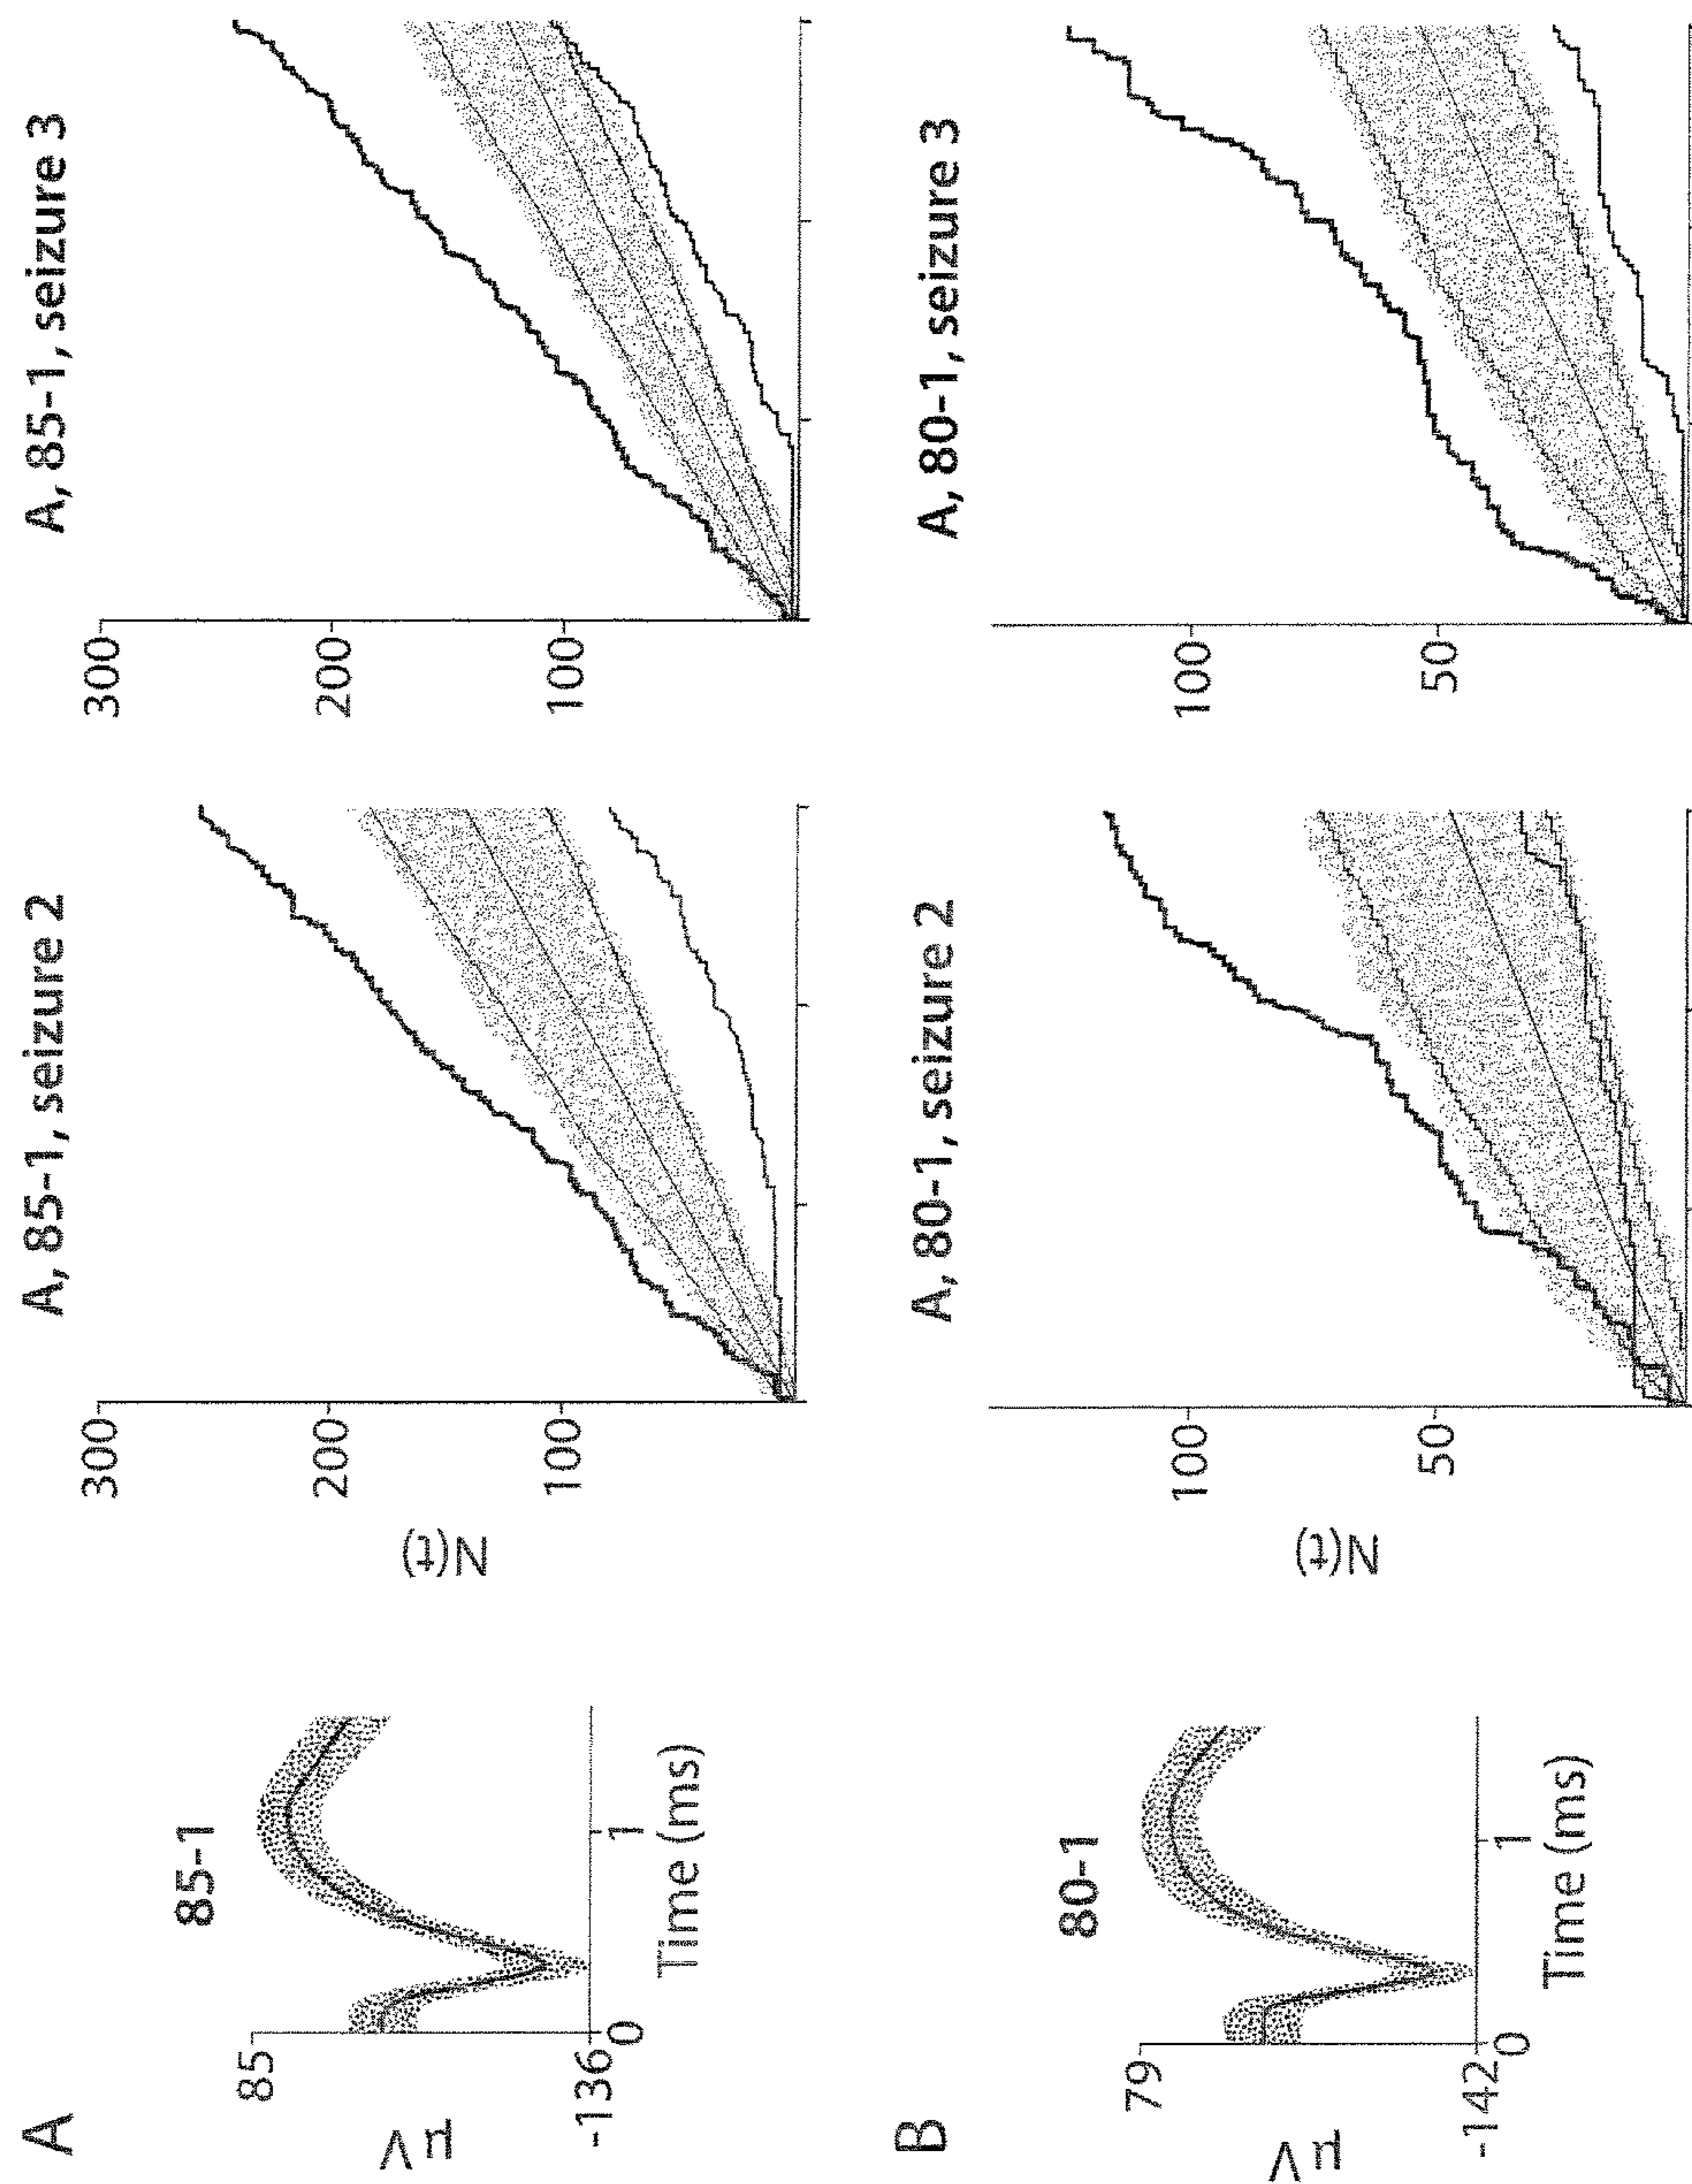 A
85-1
85
µV
-136
0
1
Time (ms)
A, 85-1, seizure 2
N(t)
300
200
100
A, 85-1, seizure 3
300
200
100
B
80-1
79
µV
-142
0
1
Time (ms)
A, 80-1, seizure 2
N(t)
100
50
A, 80-1, seizure 3
100
50